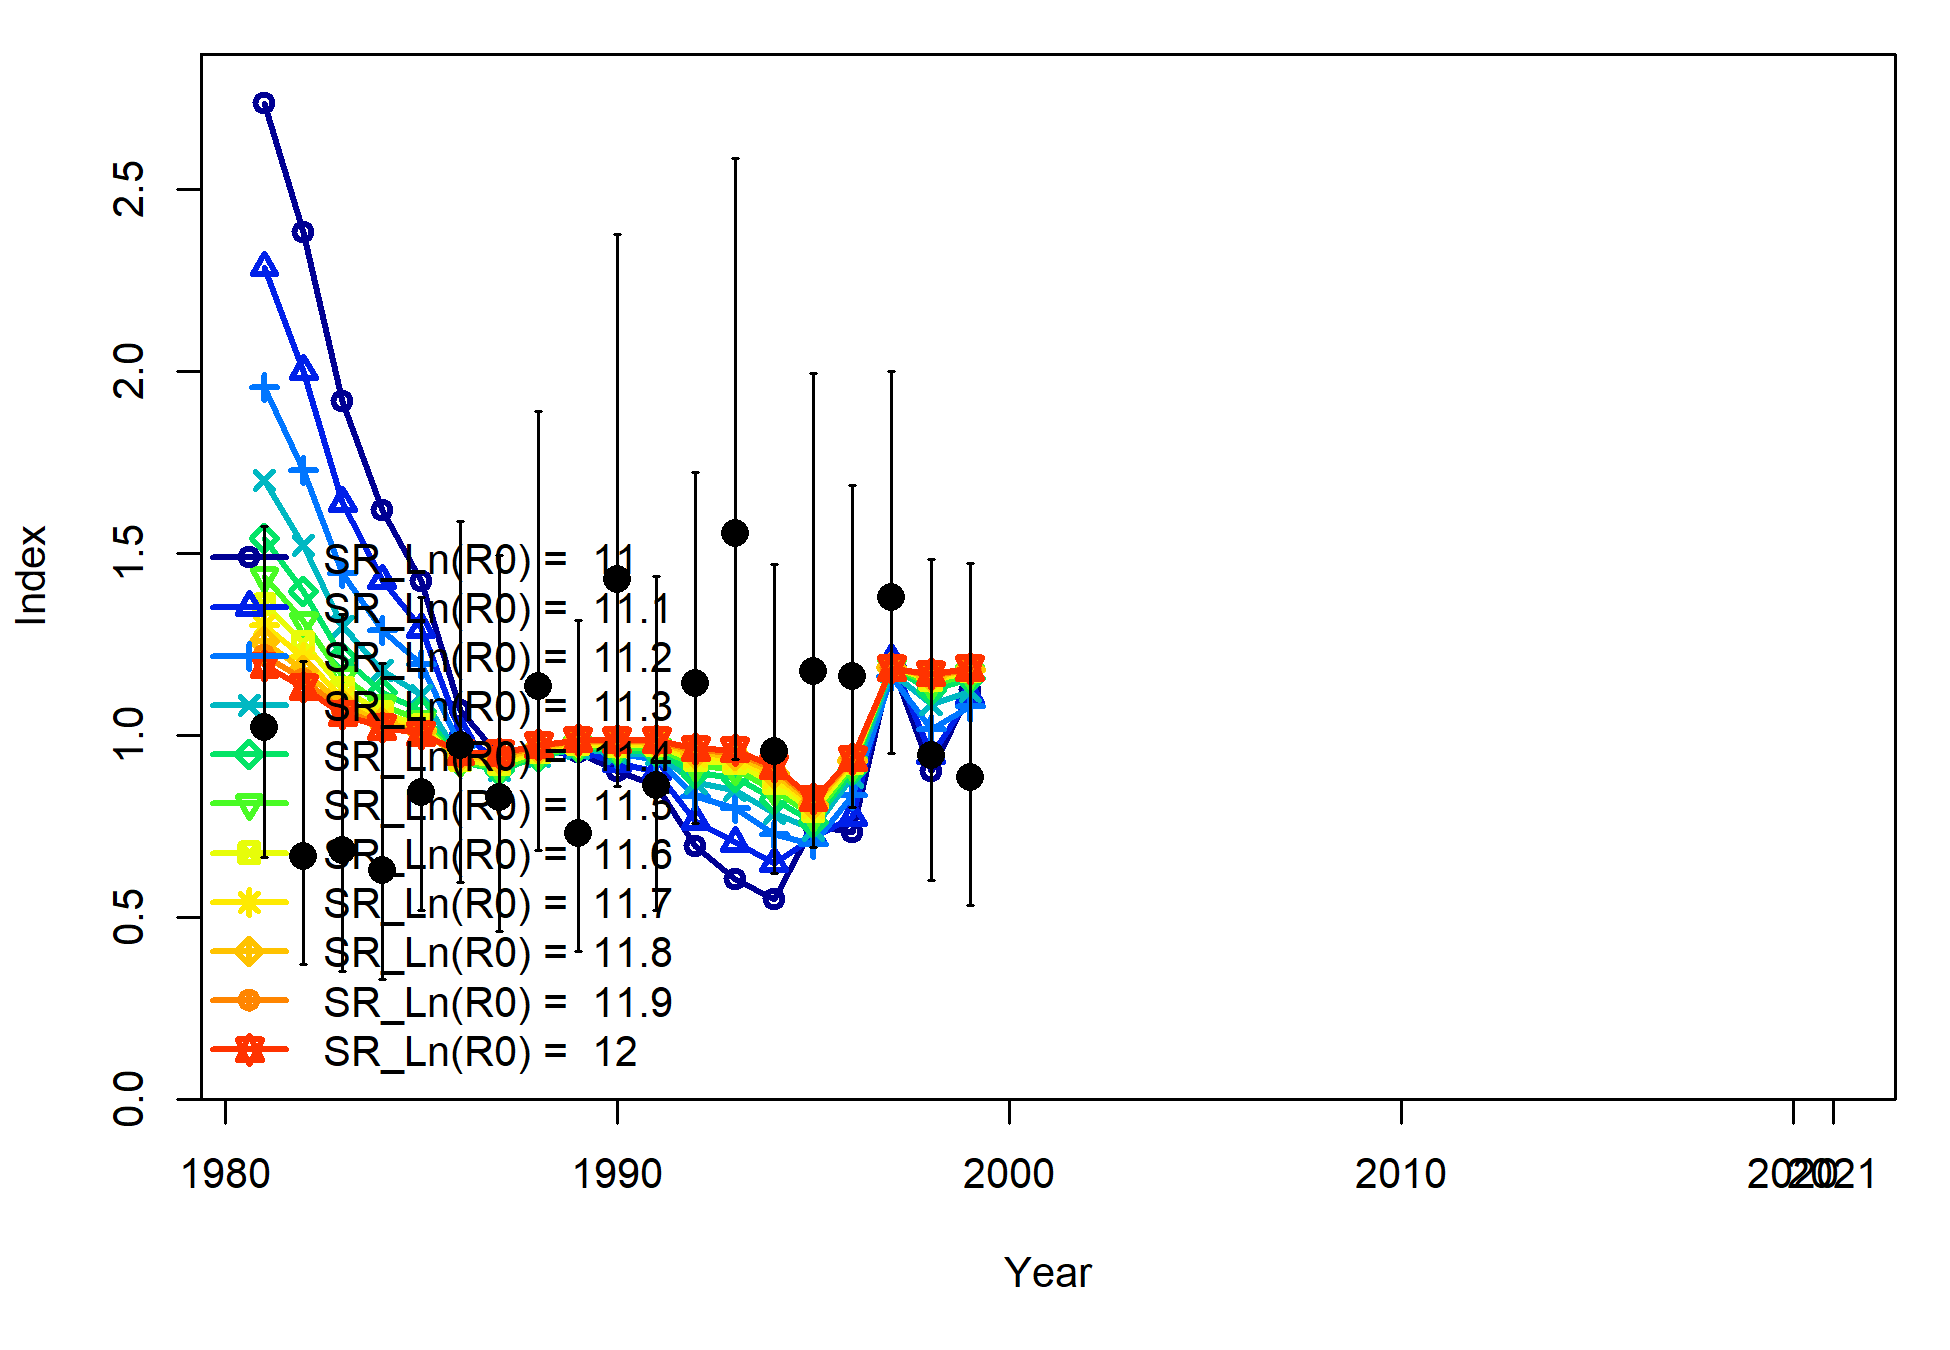 2.5
2.0
1.5
1.0
0.5
0.0
Index
SR_Ln(R0) = 11
SR_Ln(R0) = 11.1
SR_Ln(R0) = 11.2
SR_Ln(R0) = 11.3
SR_Ln(R0) = 11.4
SR_Ln(R0) = 11.5
SR_Ln(R0) = 11.6
SR_Ln(R0) = 11.7
SR_Ln(R0) = 11.8
SR_Ln(R0) = 11.9
SR_Ln(R0) = 12
1980 1990 2000 2010 2020 2021
Year